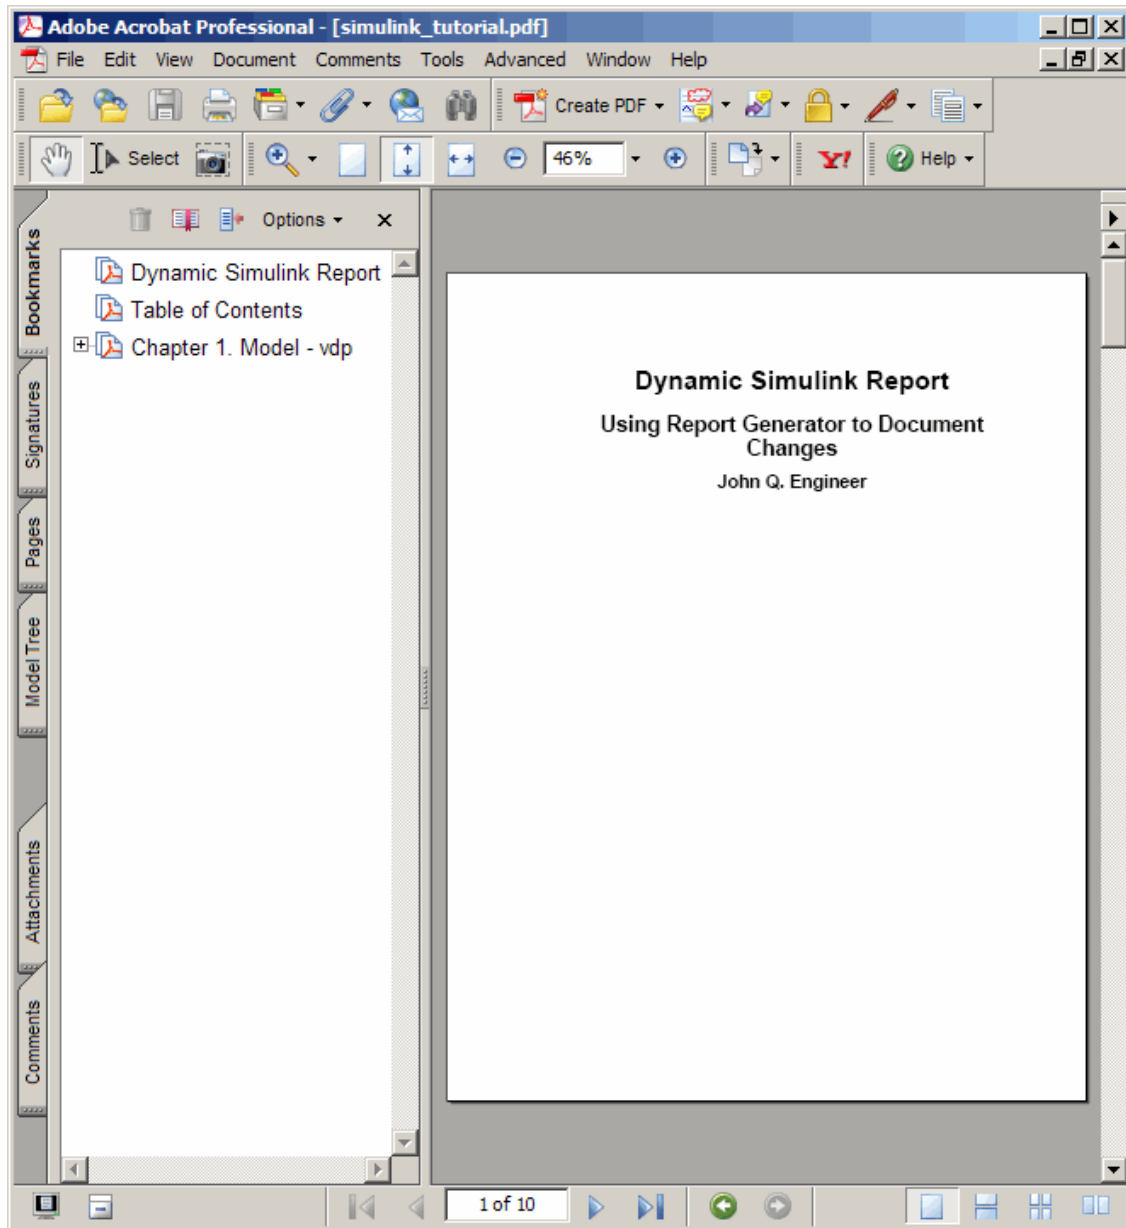 Adobe Acrobat Professional - [simulink_tutorial.pdf]
File Edit View Document Comments Tools Advanced Window Help
Create PDF
Select 46% Y! Help
Options
Bookmarks
Signatures
Pages
Model Tree
Attachments
Comments
Dynamic Simulink Report
Table of Contents
Chapter 1. Model - vdp
Dynamic Simulink Report
Using Report Generator to Document
Changes
John Q. Engineer
1 of 10